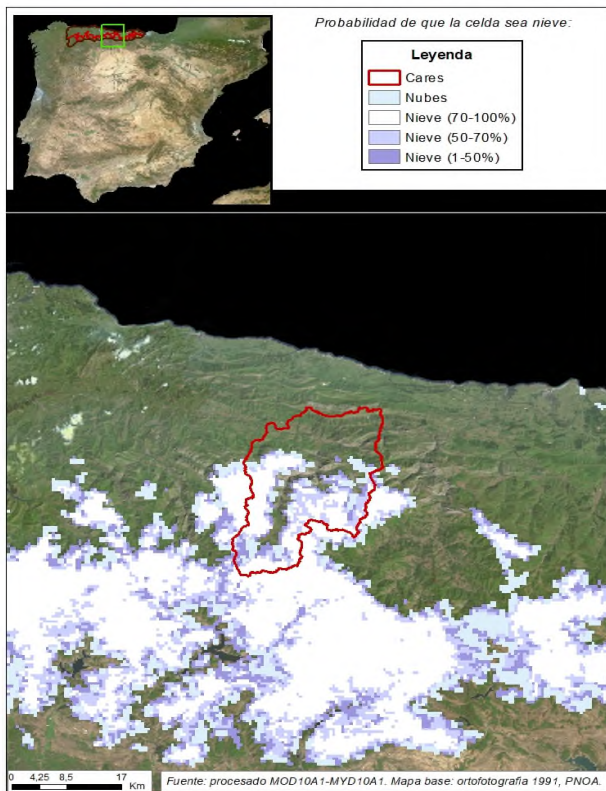 Probabilidad de que la celda sea nieve:
Leyenda
Cares
Nubes
Nieve (70-100%)
Nieve (50-70%)
Nieve (1-50%)
0 4,25 8,5 17
Km
Fuente: procesado MOD10A1-MYD10A1. Mapa base: ortofotografia 1991, PNOA.